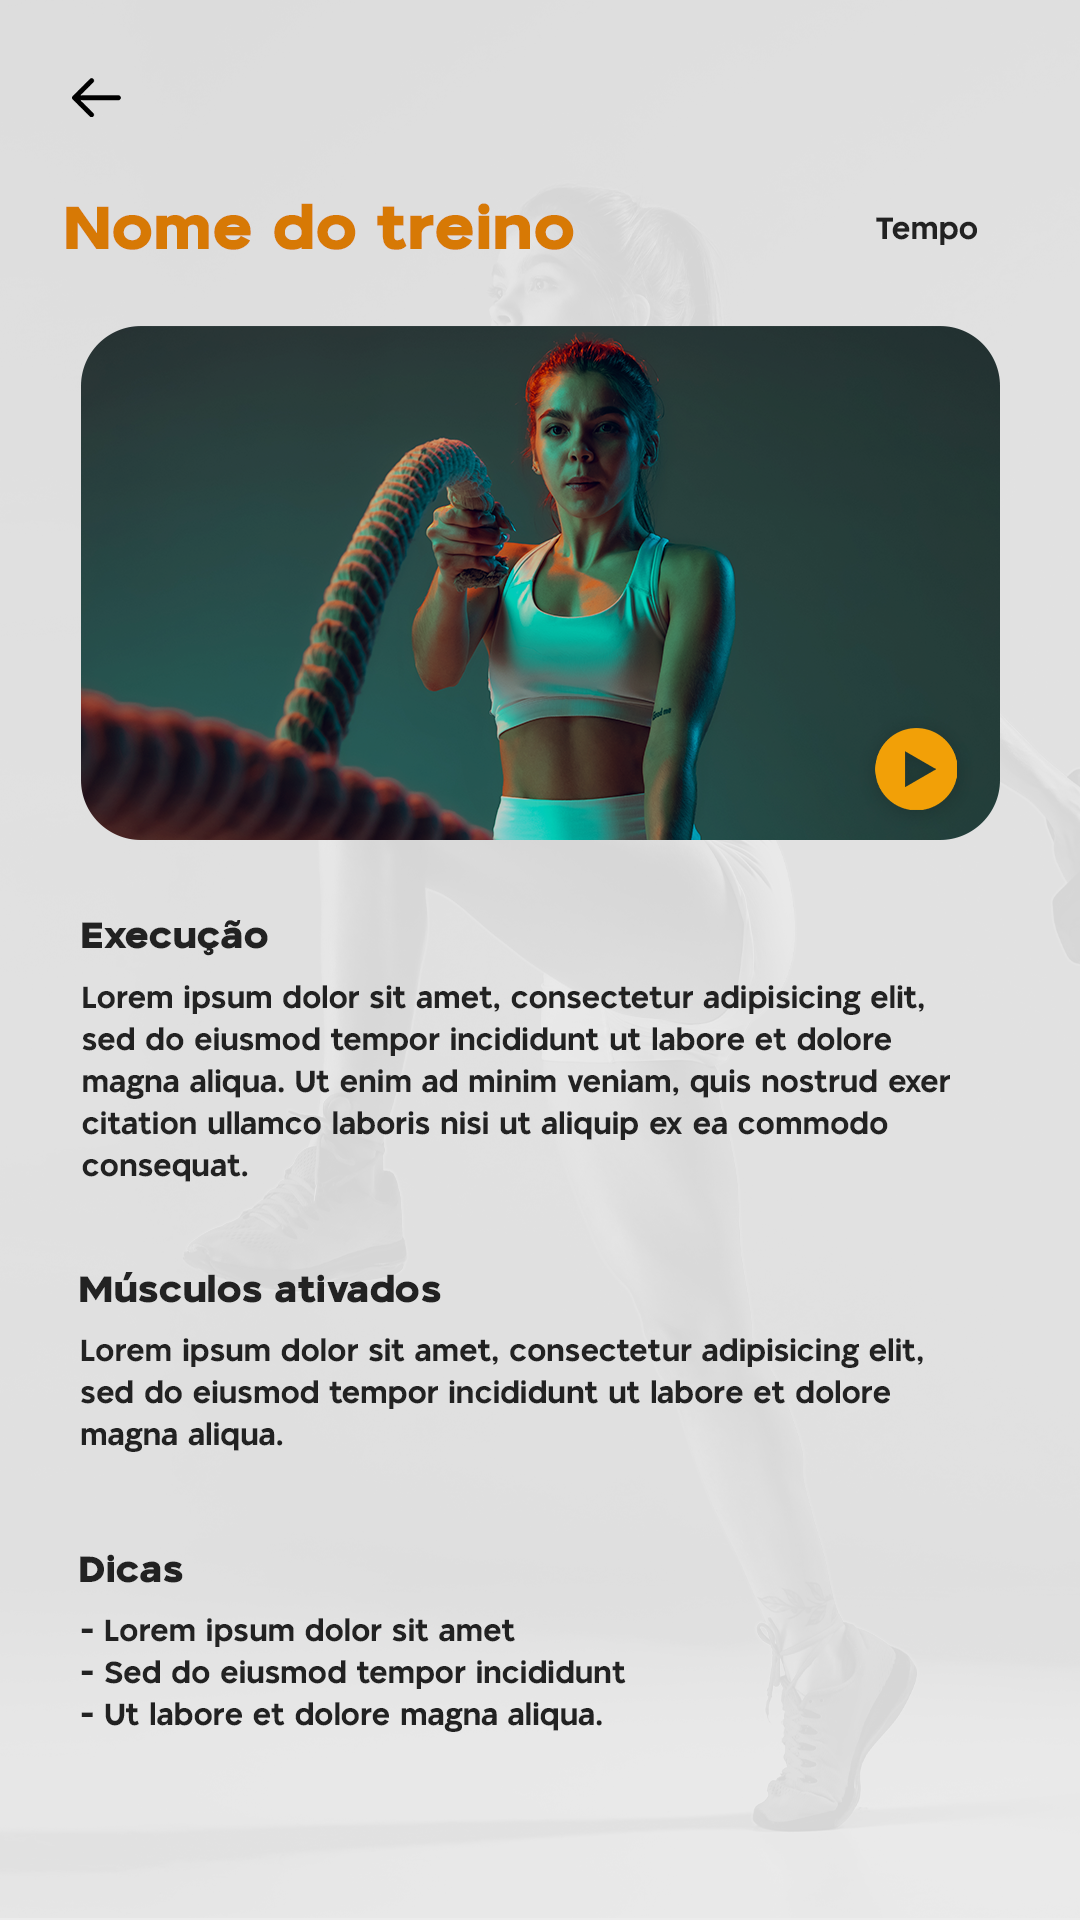 Nome do treino
Tempo
Execução
Lorem ipsum dolor sit amet, consectetur adipisicing elit,
sed do eiusmod tempor incididunt ut labore et dolore
magna aliqua. Ut enim ad minim veniam, quis nostrud exer
citation ullamco laboris nisi ut aliquip ex ea commodo
consequat.
Músculos ativados
Lorem ipsum dolor sit amet, consectetur adipisicing elit,
sed do eiusmod tempor incididunt ut labore et dolore
magna aliqua.
Dicas
- Lorem ipsum dolor sit amet
- Sed do eiusmod tempor incididunt
- Ut labore et dolore magna aliqua.